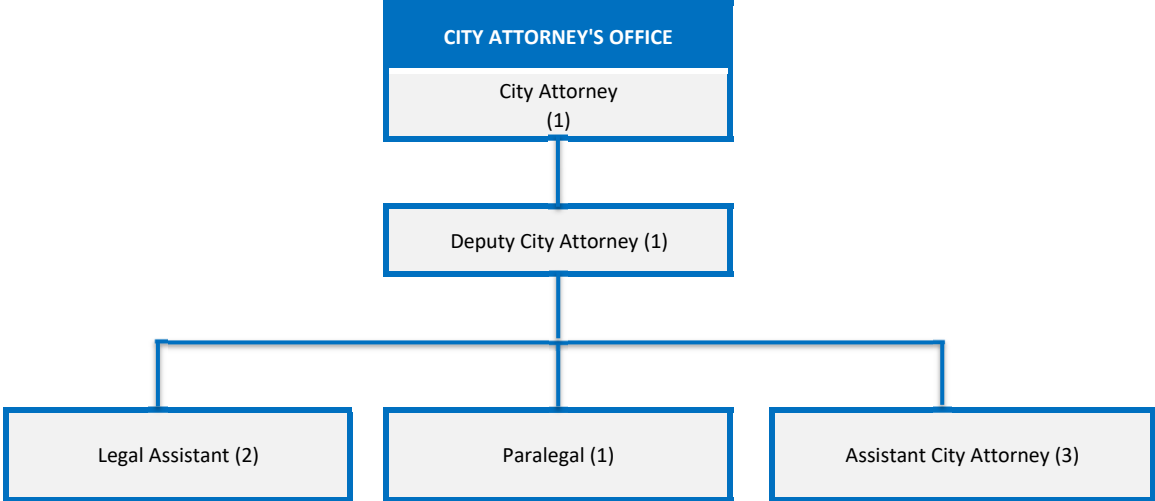 CITY ATTORNEY'S OFFICE
City Attorney
(1)
Deputy City Attorney (1)
Legal Assistant (2)
Paralegal (1)
Assistant City Attorney (3)